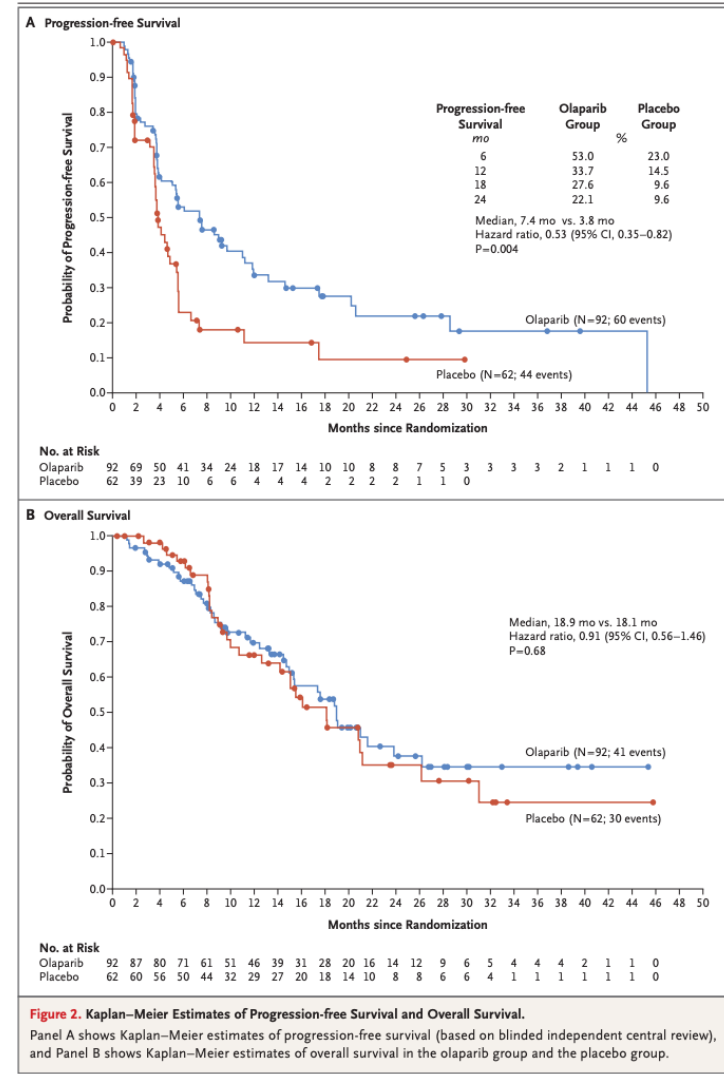 A Progression-free Survival
Probability of Progression-free Survival
1.0
0.9
0.8
0.7
0.6
0.5
0.4
0.3
0.2
0.1
0.0
Progression-free Survival Olaparib Group Placebo Group
mo %
6 53.0 23.0
12 33.7 14.5
18 27.6 9.6
24 22.1 9.6
Median, 7.4 mo vs. 3.8 mo
Hazard ratio, 0.53 (95% CI, 0.35–0.82)
P=0.004
Olaparib (N=92; 60 events)
Placebo (N=62; 44 events)
0 2 4 6 8 10 12 14 16 18 20 22 24 26 28 30 32 34 36 38 40 42 44 46 48 50
Months since Randomization
No. at Risk
Olaparib 92 69 50 41 34 24 18 17 14 10 10 8 8 7 5 3 3 3 3 2 1 1 1 0
Placebo 62 39 23 10 6 6 4 4 4 2 2 2 2 1 1 0
B Overall Survival
Probability of Overall Survival
1.0
0.9
0.8
0.7
0.6
0.5
0.4
0.3
0.2
0.1
0.0
Median, 18.9 mo vs. 18.1 mo
Hazard ratio, 0.91 (95% CI, 0.56–1.46)
P=0.68
Olaparib (N=92; 41 events)
Placebo (N=62; 30 events)
0 2 4 6 8 10 12 14 16 18 20 22 24 26 28 30 32 34 36 38 40 42 44 46 48 50
Months since Randomization
No. at Risk
Olaparib 92 87 80 71 61 51 46 39 31 28 20 16 14 12 9 6 5 4 4 4 2 1 1 0
Placebo 62 60 56 50 44 32 29 27 20 18 14 10 8 8 6 6 4 1 1 1 1 1 1 0
Figure 2. Kaplan–Meier Estimates of Progression-free Survival and Overall Survival.
Panel A shows Kaplan–Meier estimates of progression-free survival (based on blinded independent central review),
and Panel B shows Kaplan–Meier estimates of overall survival in the olaparib group and the placebo group.